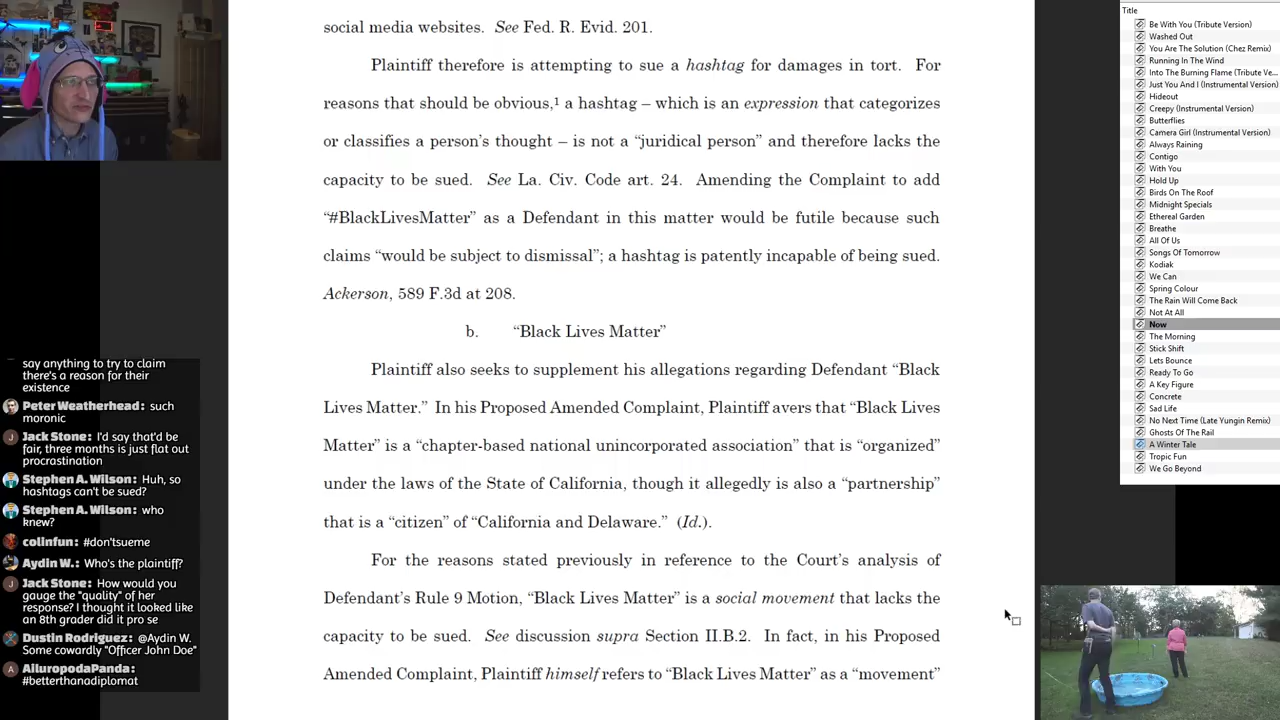 social media websites. See Fed. R. Evid. 201.
Plaintiff therefore is attempting to sue a hashtag for damages in tort. For
reasons that should be obvious,1 a hashtag – which is an expression that categorizes
or classifies a person's thought – is not a “juridical person” and therefore lacks the
capacity to be sued. See La. Civ. Code art. 24. Amending the Complaint to add
“#BlackLivesMatter” as a Defendant in this matter would be futile because such
claims “would be subject to dismissal”; a hashtag is patently incapable of being sued.
Ackerson, 589 F.3d at 208.
b. “Black Lives Matter”
Plaintiff also seeks to supplement his allegations regarding Defendant “Black
Lives Matter.” In his Proposed Amended Complaint, Plaintiff avers that “Black Lives
Matter” is a “chapter-based national unincorporated association” that is “organized”
under the laws of the State of California, though it allegedly is also a “partnership”
that is a “citizen” of “California and Delaware.” (Id.).
For the reasons stated previously in reference to the Court's analysis of
Defendant's Rule 9 Motion, “Black Lives Matter” is a social movement that lacks the
capacity to be sued. See discussion supra Section II.B.2. In fact, in his Proposed
Amended Complaint, Plaintiff himself refers to “Black Lives Matter” as a “movement”
say anything to try to claim
there's a reason for their
existence
Peter Weatherhead: such
moronic
Jack Stone: I'd say that'd be
fair, three months is just flat out
procrastination
Stephen A. Wilson: Huh, so
hashtags can't be sued?
Stephen A. Wilson: who
knew?
colinfun: #don'tsueme
Aydin W.: Who's the plaintiff?
Jack Stone: How would you
gauge the "quality" of her
response? I thought it looked like
an 8th grader did it pro se
Dustin Rodriguez: @Aydin W.
Some cowardly "Officer John Doe"
AiluropodaPanda:
#betterthanadiplomat
Title
Be With You (Tribute Version)
Washed Out
You Are The Solution (Chez Remix)
Running In The Wind
Into The Burning Flame (Tribute Ve...
Just You And I (Instrumental Version)
Hideout
Creepy (Instrumental Version)
Butterflies
Camera Girl (Instrumental Version)
Always Raining
Contigo
With You
Hold Up
Birds On The Roof
Midnight Specials
Ethereal Garden
Breathe
All Of Us
Songs Of Tomorrow
Kodiak
We Can
Spring Colour
The Rain Will Come Back
Not At All
Now
The Morning
Stick Shift
Lets Bounce
Ready To Go
A Key Figure
Concrete
Sad Life
No Next Time (Late Yungin Remix)
Ghosts Of The Rail
A Winter Tale
Tropic Fun
We Go Beyond